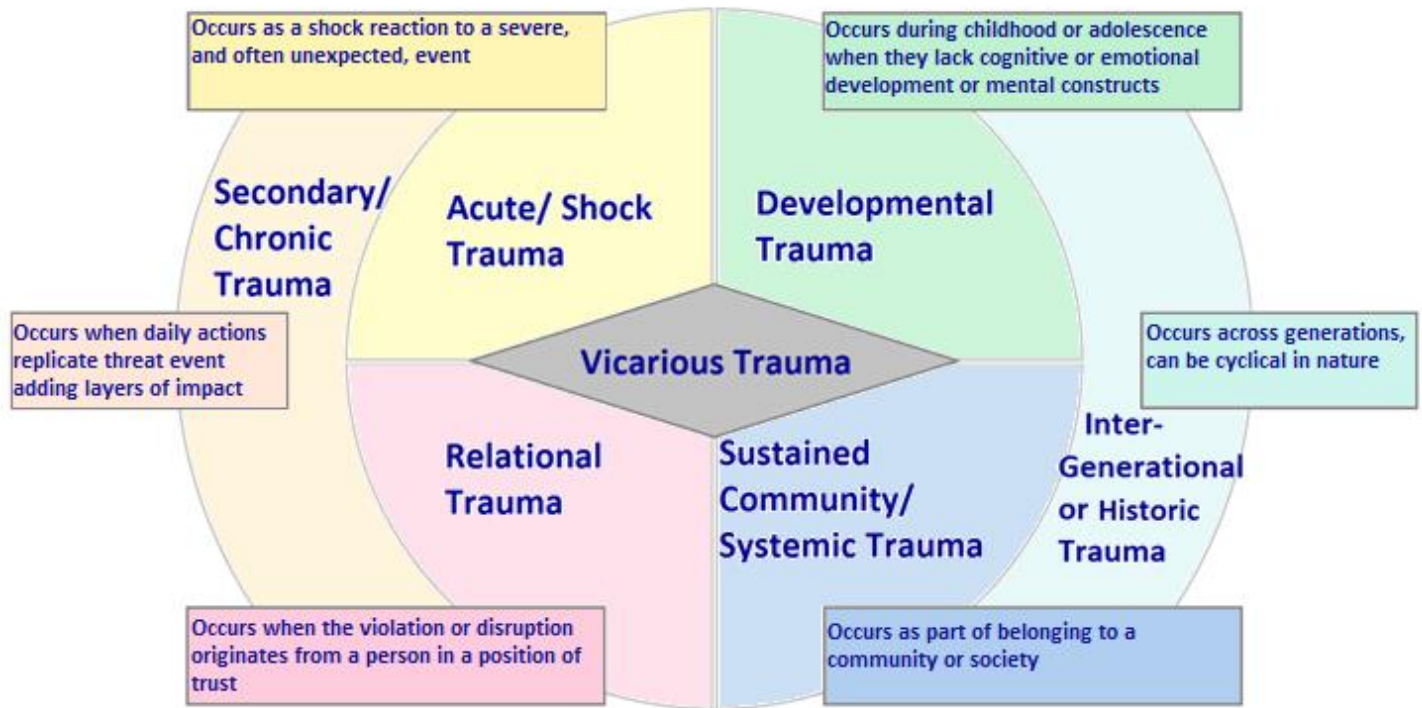 Occurs as a shock reaction to a severe,
and often unexpected, event
Occurs during childhood or adolescence
when they lack cognitive or emotional
development or mental constructs
Secondary/
Chronic
Trauma
Acute/ Shock
Trauma
Developmental
Trauma
Occurs when daily actions
replicate threat event
adding layers of impact
Vicarious Trauma
Occurs across generations,
can be cyclical in nature
Relational
Trauma
Sustained
Community/
Systemic Trauma
Inter-
Generational
or Historic
Trauma
Occurs when the violation or disruption
originates from a person in a position of
trust
Occurs as part of belonging to a
community or society